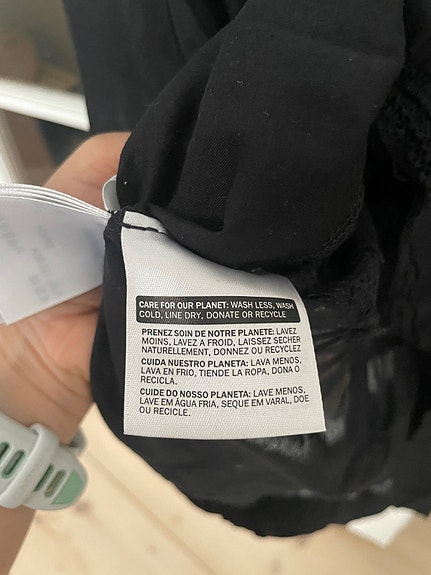 CARE FOR OUR PLANET: WASH LESS, WASH
COLD, LINE DRY, DONATE OR RECYCLE
PRENEZ SOIN DE NOTRE PLANETE: LAVEZ
MOINS, LAVEZ A FROID, LAISSEZ SECHER
NATURELLEMENT, DONNEZ OU RECYCLEZ
CUIDA NUESTRO PLANETA: LAVA MENOS,
LAVA EN FRIO, TIENDE LA ROPA, DONA O
RECICLA.
CUIDE DO NOSSO PLANETA: LAVE MENOS,
LAVE EM ÁGUA FRIA, SEQUE EM VARAL, DOE
OU RECICLE.